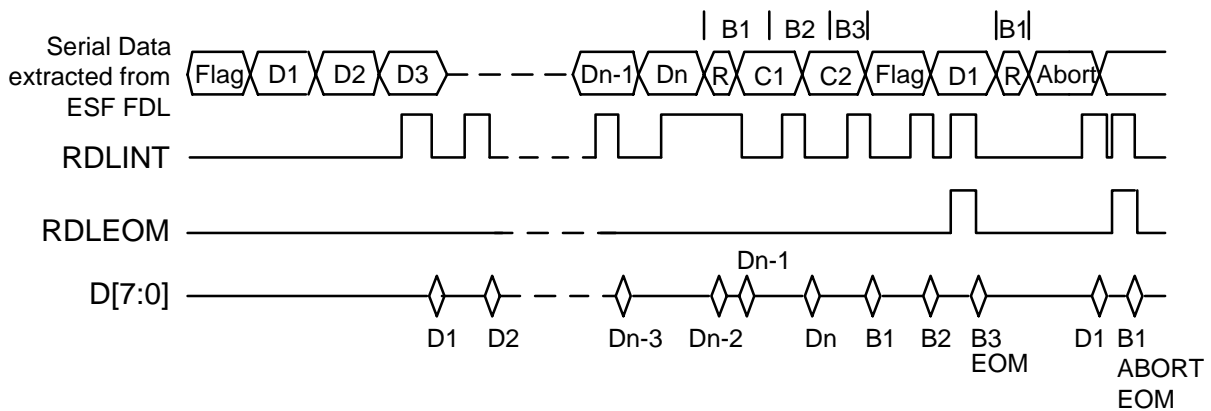 B1 B2 B3 B1
Serial Data
extracted from
ESF FDL
Flag D1 D2 D3 Dn-1 Dn R C1 C2 Flag D1 R Abort
RDLINT
RDLEOM
Dn-1
D[7:0]
D1 D2 Dn-3 Dn-2 Dn B1 B2 B3 D1 B1
EOM ABORT
EOM